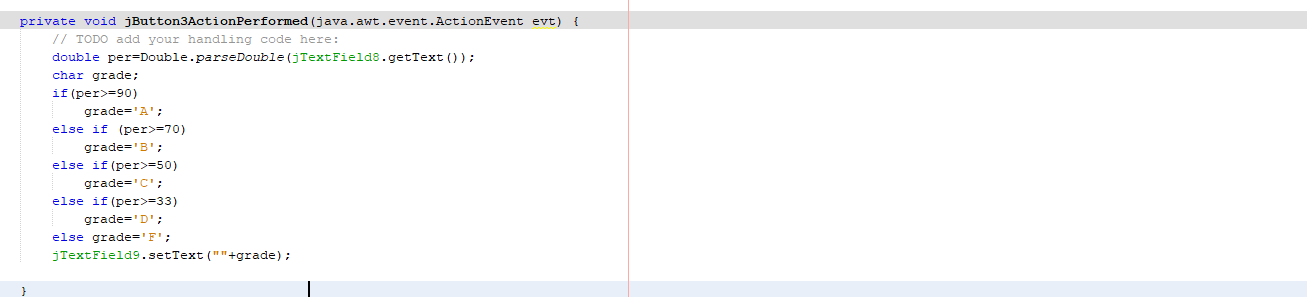 private void jButton3ActionPerformed(java.awt.event.ActionEvent evt) {
// TODO add your handling code here:
double per=Double.parseDouble(jTextField8.getText());
char grade;
if(per>=90)
grade='A';
else if (per>=70)
grade='B';
else if(per>=50)
grade='C';
else if(per>=33)
grade='D';
else grade='F';
jTextField9.setText(""+grade);
}